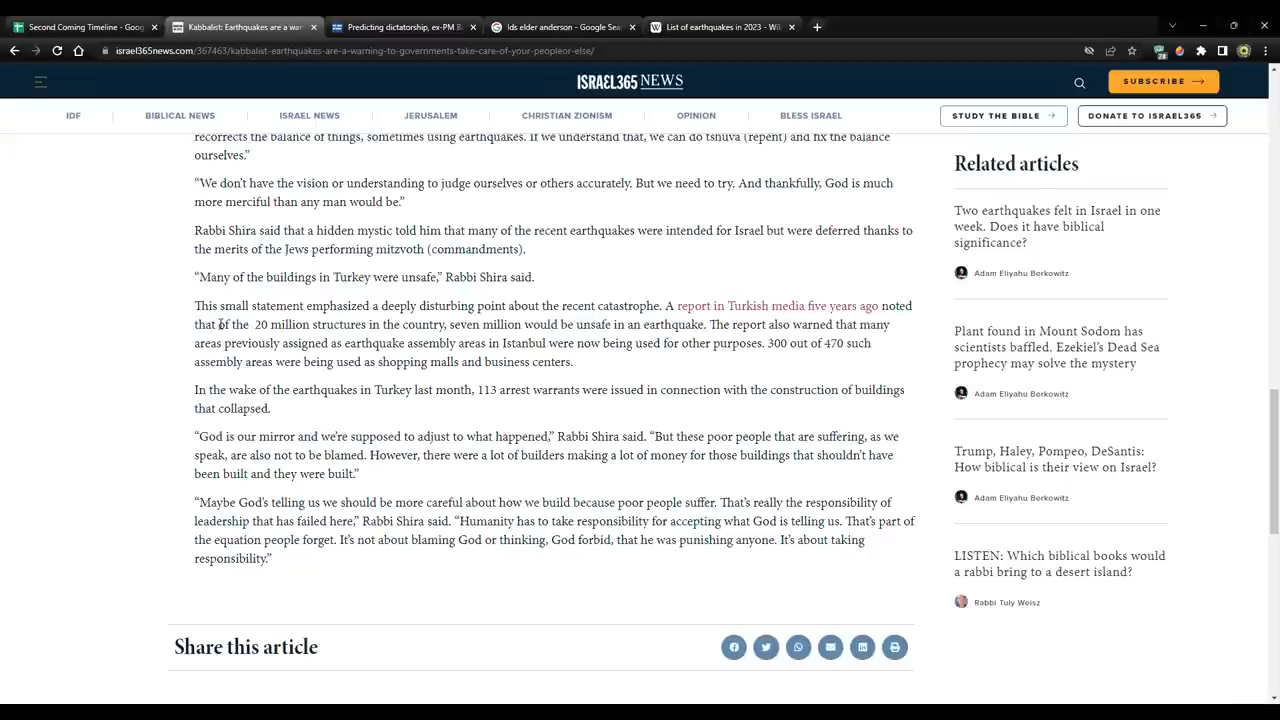 Second Coming Timeline - Goog
Kabbalist: Earthquakes are a war
Predicting dictatorship, ex-PM B
lds elder anderson - Google Sea
List of earthquakes in 2023 - Wi
israel365news.com/367463/kabbalist-earthquakes-are-a-warning-to-governments-take-care-of-your-peopleor-else/
28
ISRAEL365 NEWS
SUBSCRIBE
IDF
BIBLICAL NEWS
ISRAEL NEWS
JERUSALEM
CHRISTIAN ZIONISM
OPINION
BLESS ISRAEL
STUDY THE BIBLE
DONATE TO ISRAEL365
recorrects the balance of things, sometimes using earthquakes. If we understand that, we can do tshuva (repent) and fix the balance
ourselves.”
“We don’t have the vision or understanding to judge ourselves or others accurately. But we need to try. And thankfully, God is much
more merciful than any man would be.”
Rabbi Shira said that a hidden mystic told him that many of the recent earthquakes were intended for Israel but were deferred thanks to
the merits of the Jews performing mitzvoth (commandments).
“Many of the buildings in Turkey were unsafe,” Rabbi Shira said.
This small statement emphasized a deeply disturbing point about the recent catastrophe. A report in Turkish media five years ago noted
that of the 20 million structures in the country, seven million would be unsafe in an earthquake. The report also warned that many
areas previously assigned as earthquake assembly areas in Istanbul were now being used for other purposes. 300 out of 470 such
assembly areas were being used as shopping malls and business centers.
In the wake of the earthquakes in Turkey last month, 113 arrest warrants were issued in connection with the construction of buildings
that collapsed.
“God is our mirror and we’re supposed to adjust to what happened,” Rabbi Shira said. “But these poor people that are suffering, as we
speak, are also not to be blamed. However, there were a lot of builders making a lot of money for those buildings that shouldn’t have
been built and they were built.”
“Maybe God’s telling us we should be more careful about how we build because poor people suffer. That’s really the responsibility of
leadership that has failed here,” Rabbi Shira said. “Humanity has to take responsibility for accepting what God is telling us. That’s part of
the equation people forget. It’s not about blaming God or thinking, God forbid, that he was punishing anyone. It’s about taking
responsibility.”
Share this article
Related articles
Two earthquakes felt in Israel in one
week. Does it have biblical
significance?
Adam Eliyahu Berkowitz
Plant found in Mount Sodom has
scientists baffled. Ezekiel’s Dead Sea
prophecy may solve the mystery
Adam Eliyahu Berkowitz
Trump, Haley, Pompeo, DeSantis:
How biblical is their view on Israel?
Adam Eliyahu Berkowitz
LISTEN: Which biblical books would
a rabbi bring to a desert island?
Rabbi Tuly Weisz